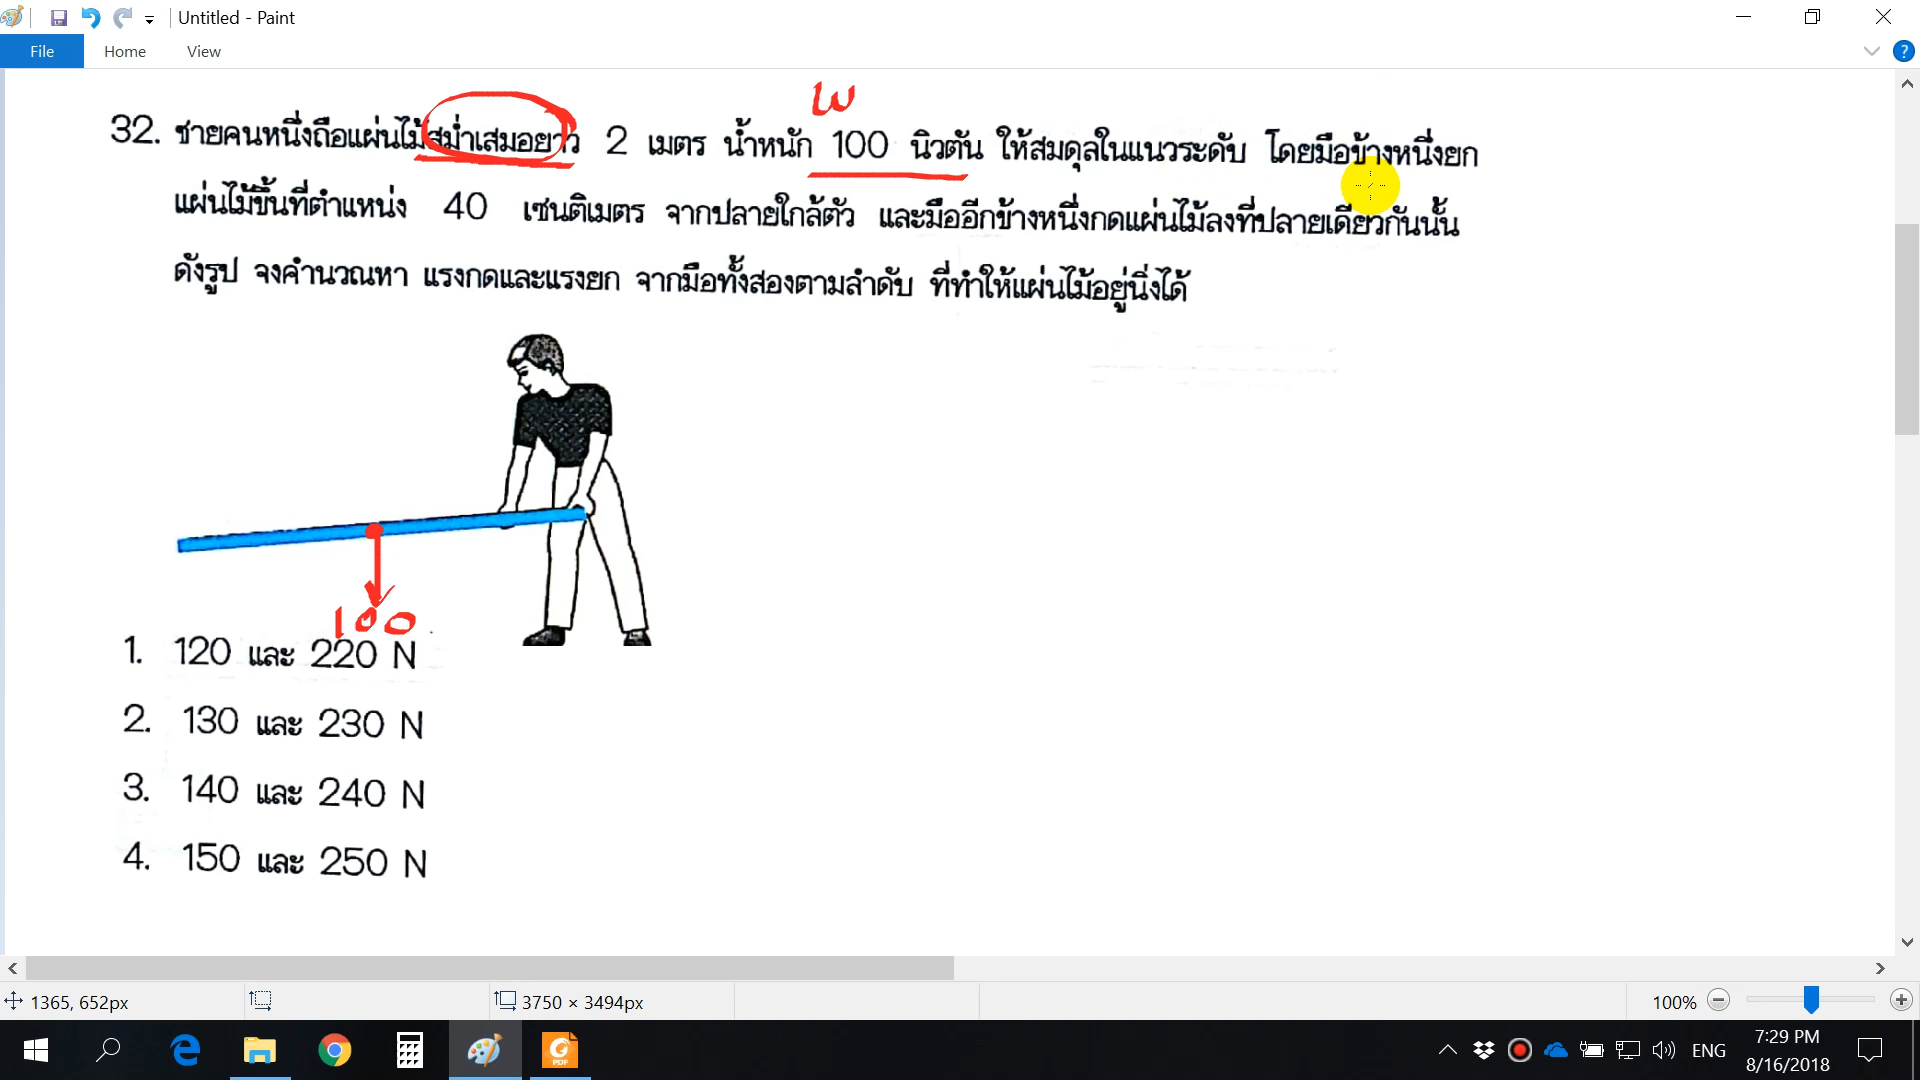 Untitled - Paint
File Home View
W
32. ชายคนหนึ่งถือแผ่นไม้สม่ำเสมอยาว 2 เมตร น้ำหนัก 100 นิวตัน ให้สมดุลในแนวระดับ โดยมือข้างหนึ่งยก
แผ่นไม้ขึ้นที่ตำแหน่ง 40 เซนติเมตร จากปลายใกล้ตัว และมืออีกข้างหนึ่งกดแผ่นไม้ลงที่ปลายเดียวกันนั้น
ดังรูป จงคำนวณหา แรงกดและแรงยก จากมือทั้งสองตามลำดับ ที่ทำให้แผ่นไม้อยู่นิ่งได้
100
1. 120 และ 220 N
2. 130 และ 230 N
3. 140 และ 240 N
4. 150 และ 250 N
1365, 652px 3750 × 3494px 100%
PDF ENG 7:29 PM
8/16/2018